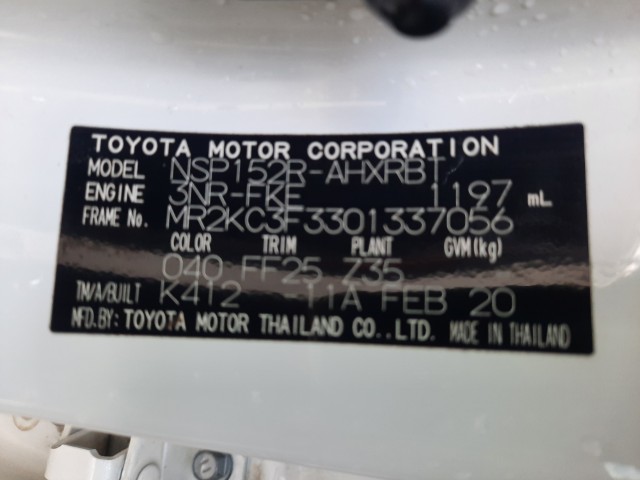 TOYOTA MOTOR CORPORATION
MODEL NSP152R-AHXRBT
ENGINE 3NR-FKE 1197 mL
FRAME No. MR2KC3F3301337056
COLOR TRIM PLANT GVM(kg)
040 FF25 Z35
TM/A/BUILT K412 -11A FEB 20
MFD.BY: TOYOTA MOTOR THAILAND CO.,LTD. MADE IN THAILAND